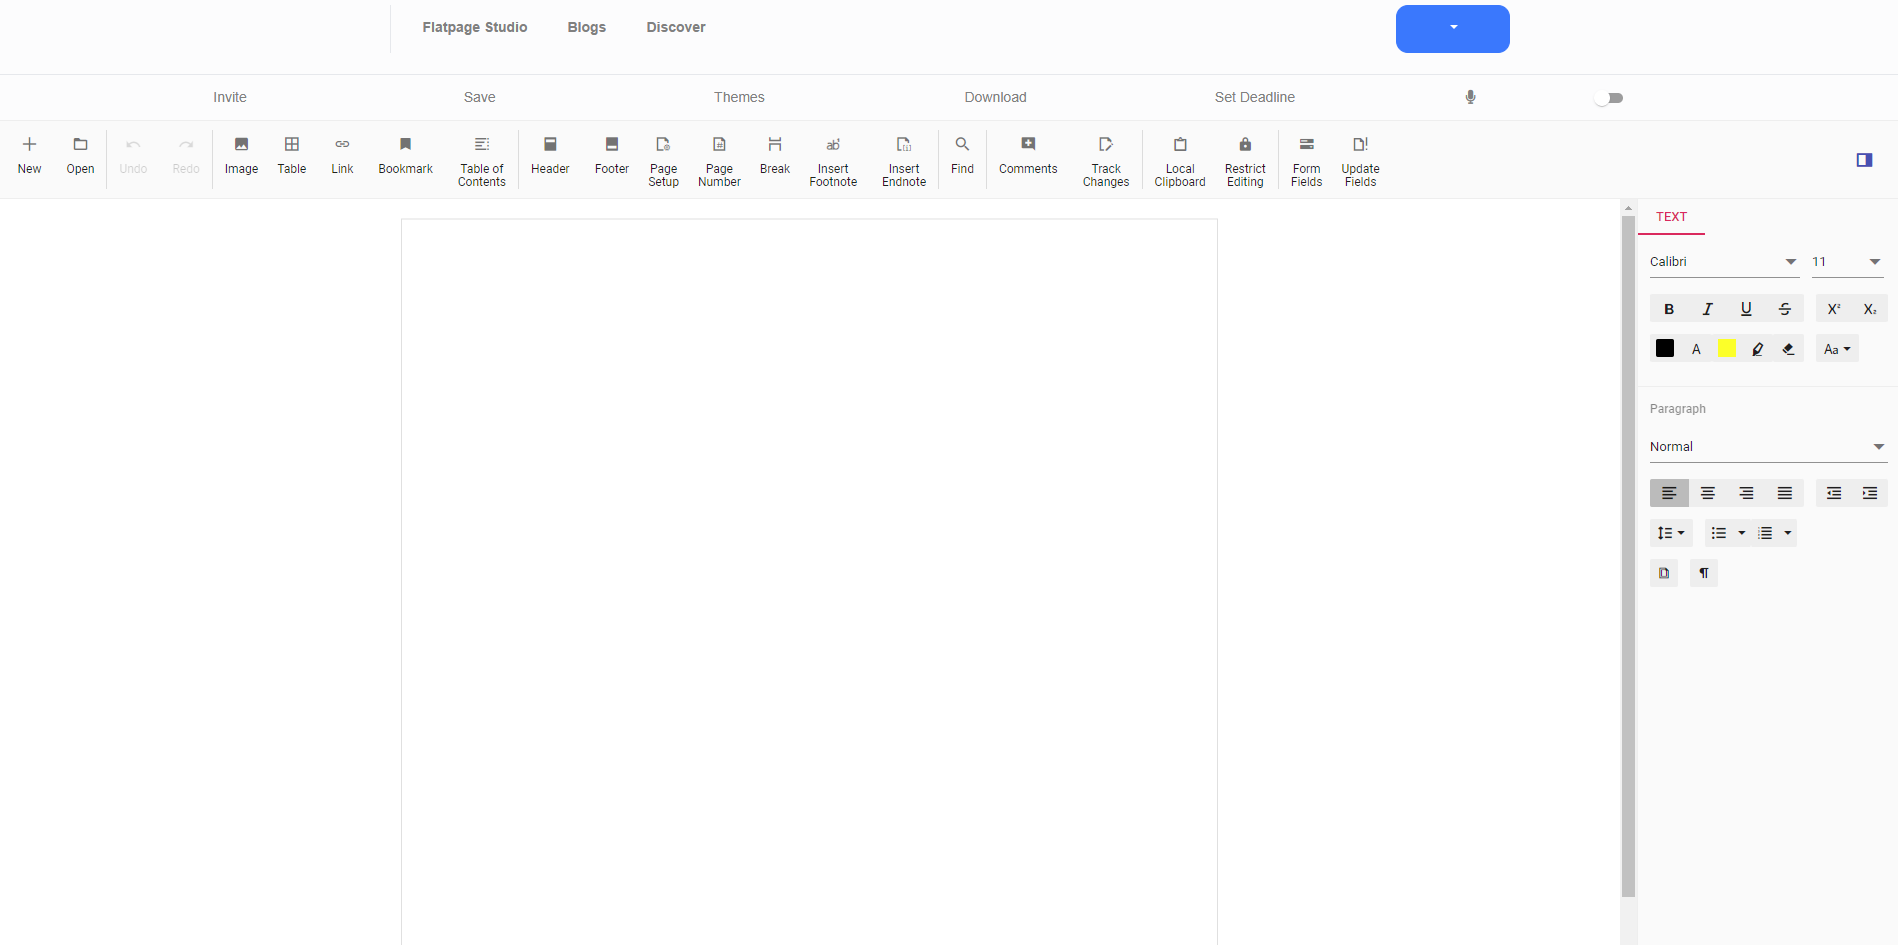 Flatpage Studio Blogs Discover
Invite Save Themes Download Set Deadline
New Open Undo Redo Image Table Link Bookmark Table of Contents Header Footer Page Setup Page Number Break Insert Footnote Insert Endnote Find Comments Track Changes Local Clipboard Restrict Editing Form Fields Update Fields
TEXT
Calibri 11
B I U S X² X₂
A Aa
Paragraph
Normal
¶